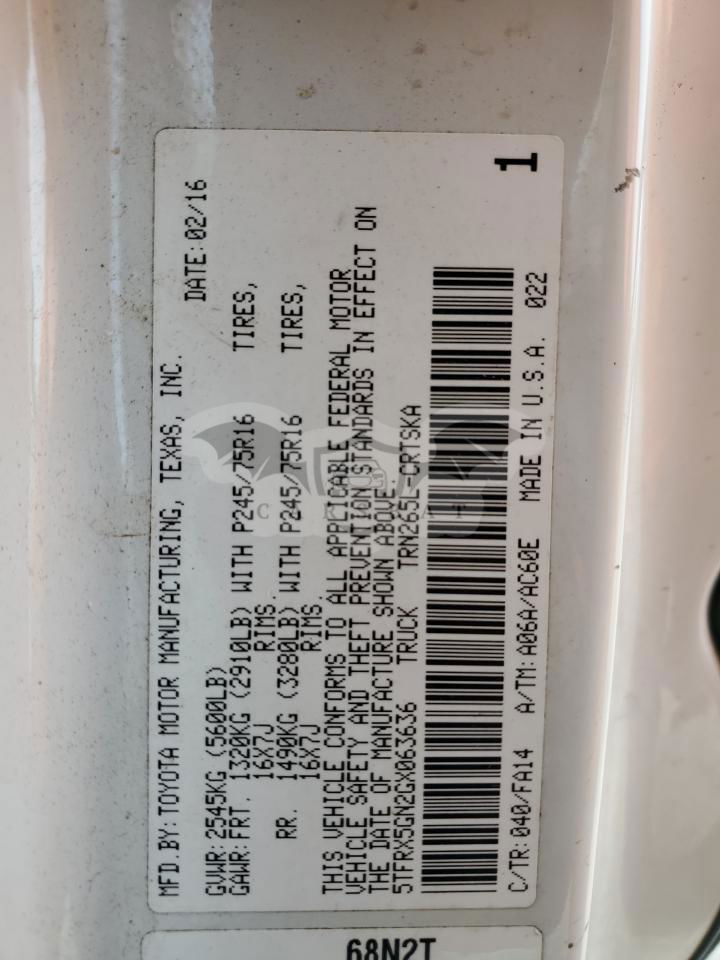 MFD.BY:TOYOTA MOTOR MANUFACTURING, TEXAS, INC.
DATE:02/16
GVWR:2545KG (5600LB)
GAWR:FRT. 1320KG (2910LB) WITH P245/75R16 TIRES,
16X7J RIMS.
RR. 1490KG (3280LB) WITH P245/75R16 TIRES,
16X7J RIMS.
THIS VEHICLE CONFORMS TO ALL APPLICABLE FEDERAL MOTOR
VEHICLE SAFETY AND THEFT PREVENTION STANDARDS IN EFFECT ON
THE DATE OF MANUFACTURE SHOWN ABOVE.
5TFRX5GN2GX063636 TRUCK TRN265L-CRTSKA
C/TR:040/FA14 A/TM:A06A/AC60E MADE IN U.S.A. 022
1
68N2T